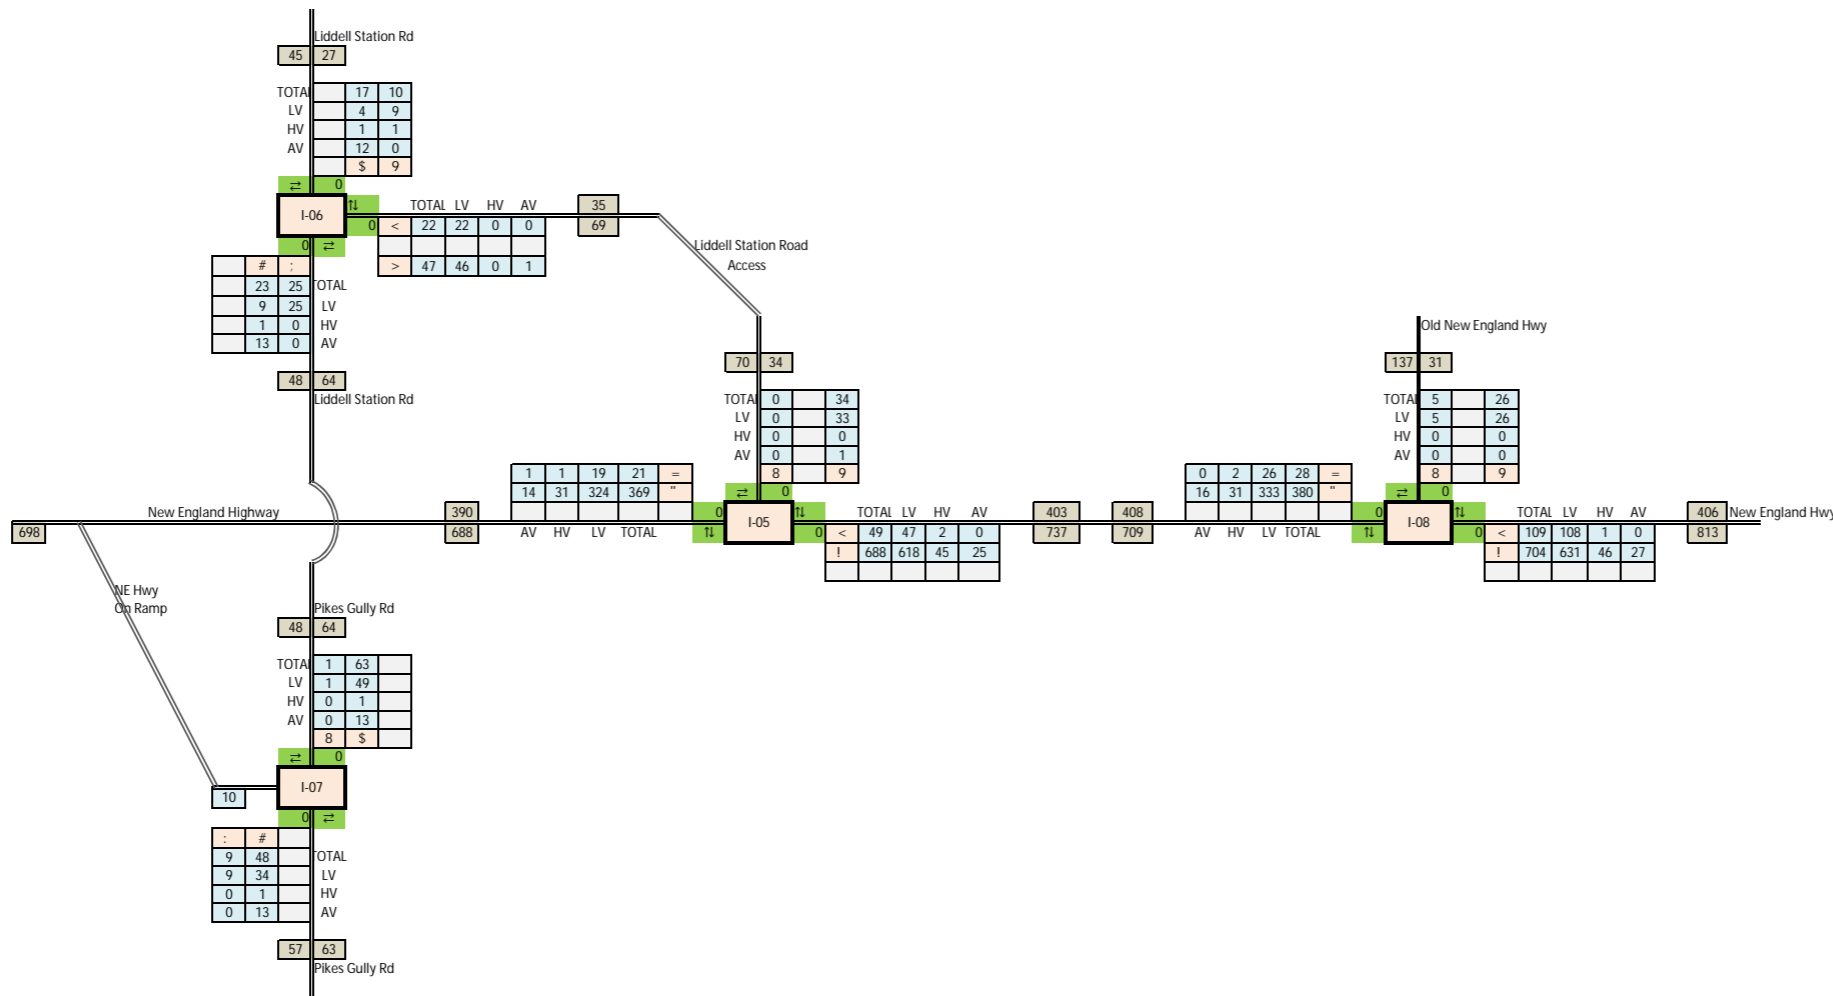 Liddell Station Rd
45 27
TOTAL 17 10
LV 4 9
HV 1 1
AV 12 0
$ 9
⇄ 0
I-06 ⇅ TOTAL LV HV AV 35
0 < 22 22 0 0 69
0 ⇄
> 47 46 0 1
# ;
23 25 TOTAL
9 25 LV
1 0 HV
13 0 AV
48 64
Liddell Station Rd
Liddell Station Road
Access
70 34
TOTAL 0 34
LV 0 33
HV 0 0
AV 0 1
8 9
⇄ 0
1 1 19 21 =
14 31 324 369 "
AV HV LV TOTAL
New England Highway
698
390
688
0 ⇅
I-05
⇅ 0
TOTAL LV HV AV
< 49 47 2 0
! 688 618 45 25
403
737
408
709
Old New England Hwy
137 31
TOTAL 5 26
LV 5 26
HV 0 0
AV 0 0
8 9
⇄ 0
0 2 26 28 =
16 31 333 380 "
AV HV LV TOTAL
0 ⇅
I-08
⇅ 0
TOTAL LV HV AV
< 109 108 1 0
! 704 631 46 27
406 New England Hwy
813
NE Hwy
On Ramp
Pikes Gully Rd
48 64
TOTAL 1 63
LV 1 49
HV 0 1
AV 0 13
8 $
⇄ 0
I-07
10
0 ⇄
: #
9 48 TOTAL
9 34 LV
0 1 HV
0 13 AV
57 63
Pikes Gully Rd